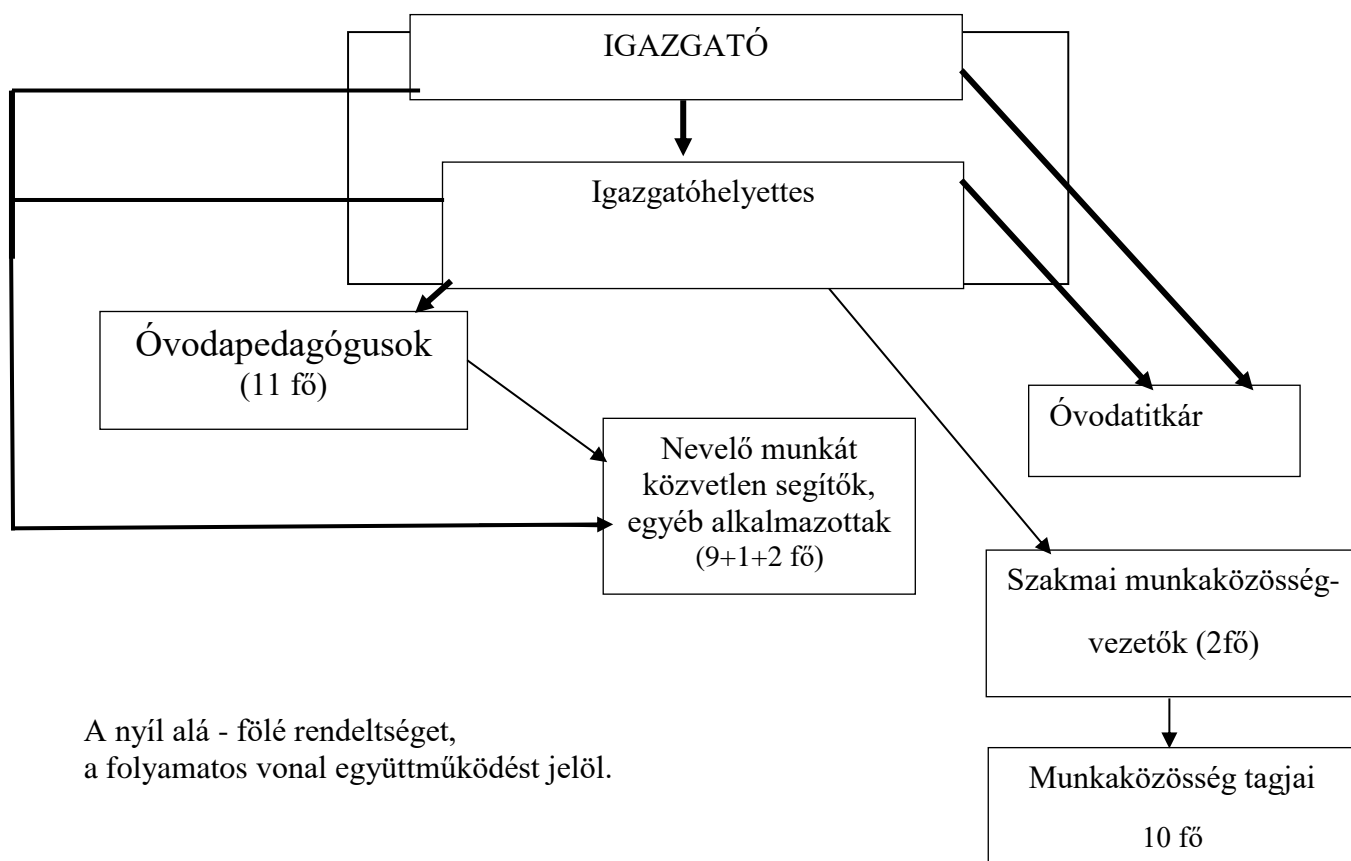 IGAZGATÓ
Igazgatóhelyettes
Óvodapedagógusok
(11 fő)
Óvodatitkár
Nevelő munkát
közvetlen segítők,
egyéb alkalmazottak
(9+1+2 fő)
Szakmai munkaközösség-
vezetők (2fő)
A nyíl alá - fölé rendeltséget,
a folyamatos vonal együttműködést jelöl.
Munkaközösség tagjai
10 fő